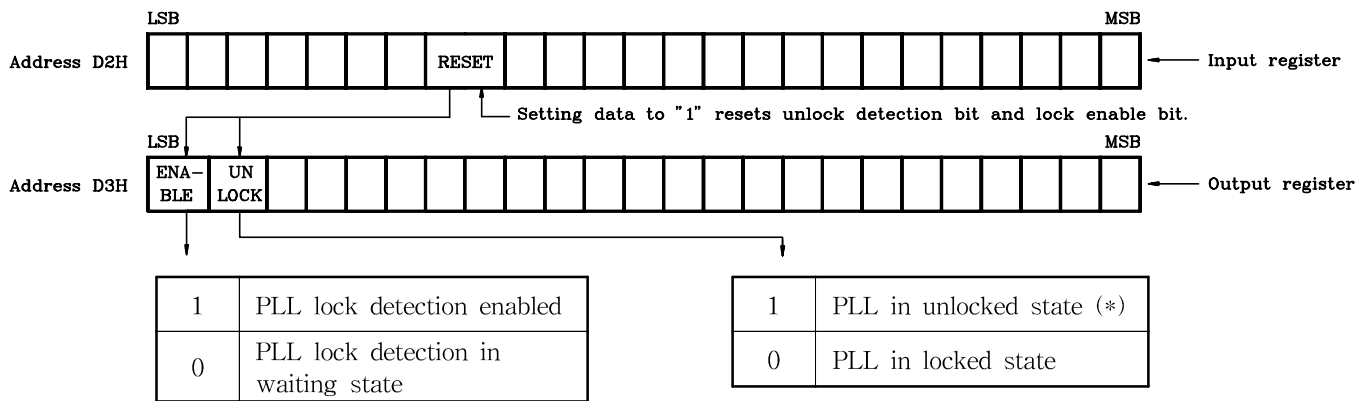 LSB MSB
Address D2H RESET Input register
Setting data to "1" resets unlock detection bit and lock enable bit.
LSB MSB
Address D3H ENA-
BLE UN
LOCK Output register
1 PLL lock detection enabled
0 PLL lock detection in
waiting state
1 PLL in unlocked state (*)
0 PLL in locked state